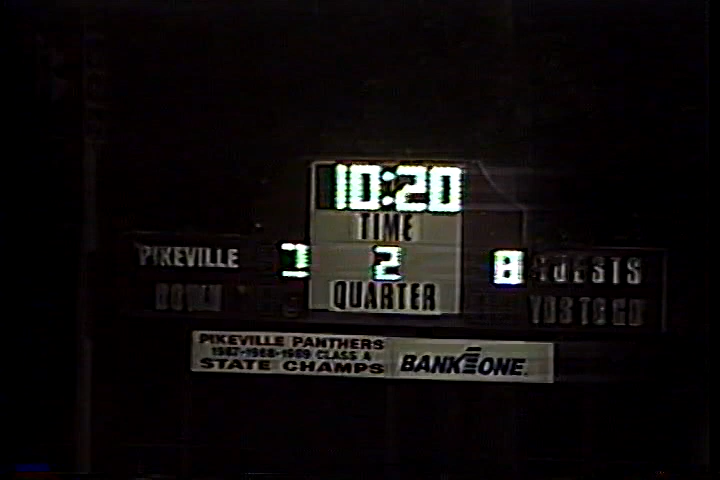 10:20
TIME
PIKEVILLE 2 8 GUESTS
DOWN QUARTER YDS TO GO
PIKEVILLE PANTHERS
1987-1988-1989 CLASS A
STATE CHAMPS
BANK ONE.